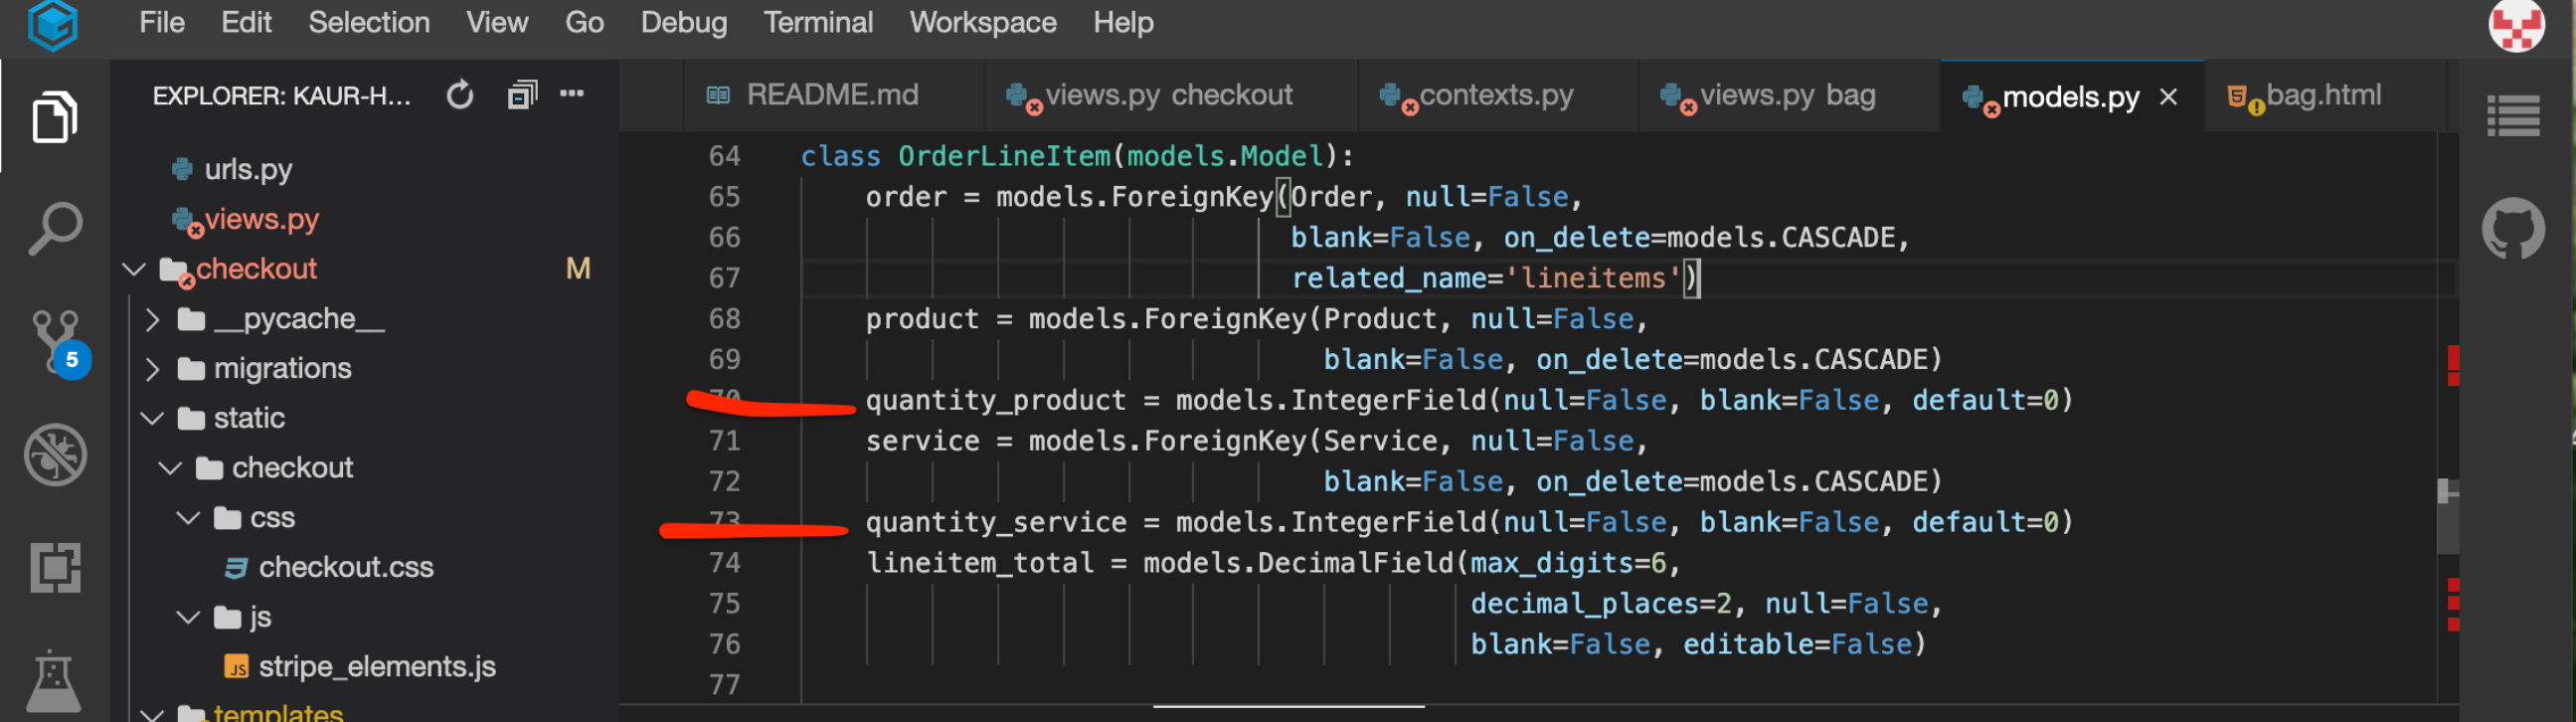 File Edit Selection View Go Debug Terminal Workspace Help
EXPLORER: KAUR-H...
README.md views.py checkout contexts.py views.py bag models.py × bag.html
urls.py
views.py
checkout M
__pycache__
migrations
static
checkout
css
checkout.css
js
JS stripe_elements.js
templates
5
64 class OrderLineItem(models.Model):
65 order = models.ForeignKey(Order, null=False,
66 blank=False, on_delete=models.CASCADE,
67 related_name='lineitems')
68 product = models.ForeignKey(Product, null=False,
69 blank=False, on_delete=models.CASCADE)
70 quantity_product = models.IntegerField(null=False, blank=False, default=0)
71 service = models.ForeignKey(Service, null=False,
72 blank=False, on_delete=models.CASCADE)
73 quantity_service = models.IntegerField(null=False, blank=False, default=0)
74 lineitem_total = models.DecimalField(max_digits=6,
75 decimal_places=2, null=False,
76 blank=False, editable=False)
77